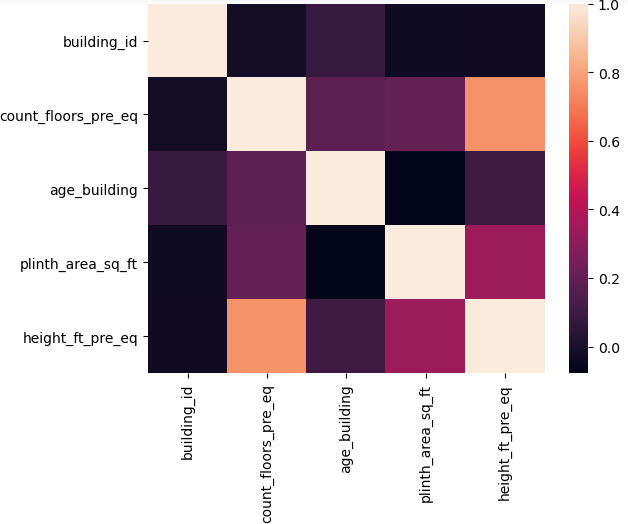 building_id
count_floors_pre_eq
age_building
plinth_area_sq_ft
height_ft_pre_eq
building_id
count_floors_pre_eq
age_building
plinth_area_sq_ft
height_ft_pre_eq
1.0
0.8
0.6
0.4
0.2
0.0